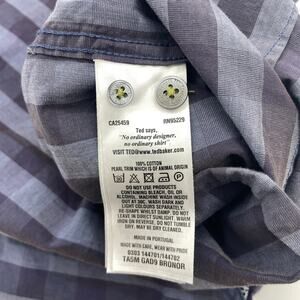 CA25459 RN95229
Ted says,
"No ordinary designer,
no ordinary shirt"
VISIT TED@www.tedbaker.com
100% COTTON
PEARL TRIM WHICH IS OF ANIMAL ORIGIN
DO NOT USE PRODUCTS
CONTAINING BLEACH, OIL OR
ALCOHOL. MACHINE WASH INSIDE
OUT AT 30C. WASH DARK AND
LIGHT COLOURS SEPARATELY.
RE-SHAPE WHILST DAMP. DO NOT
LEAVE IN DIRECT SUNLIGHT. WARM
IRON ON REVERSE. DO NOT TUMBLE
DRY. MAY BE DRY CLEANED.
MADE IN PORTUGAL
MADE WITH CARE, WEAR WITH PRIDE
0303 144701/144702
TA5M GAD9 BRONOR